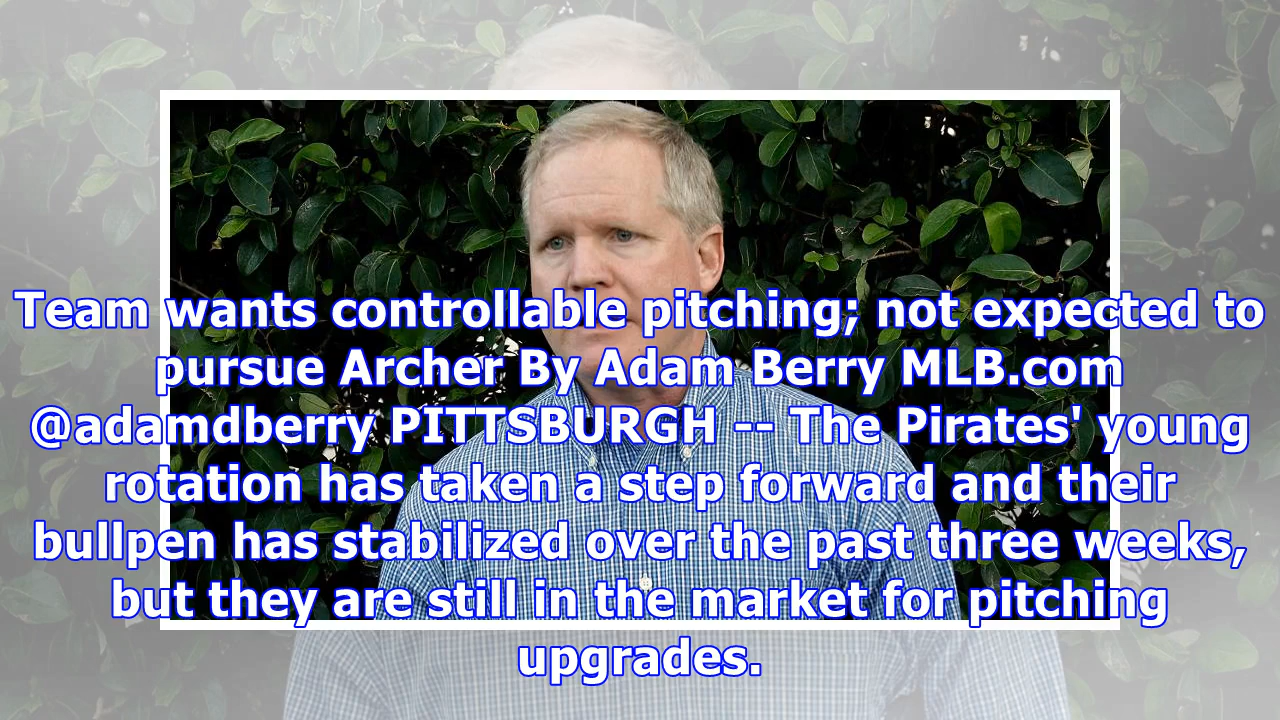 Team wants controllable pitching; not expected to
pursue Archer By Adam Berry MLB.com
@adamdberry PITTSBURGH -- The Pirates' young
rotation has taken a step forward and their
bullpen has stabilized over the past three weeks,
but they are still in the market for pitching
upgrades.